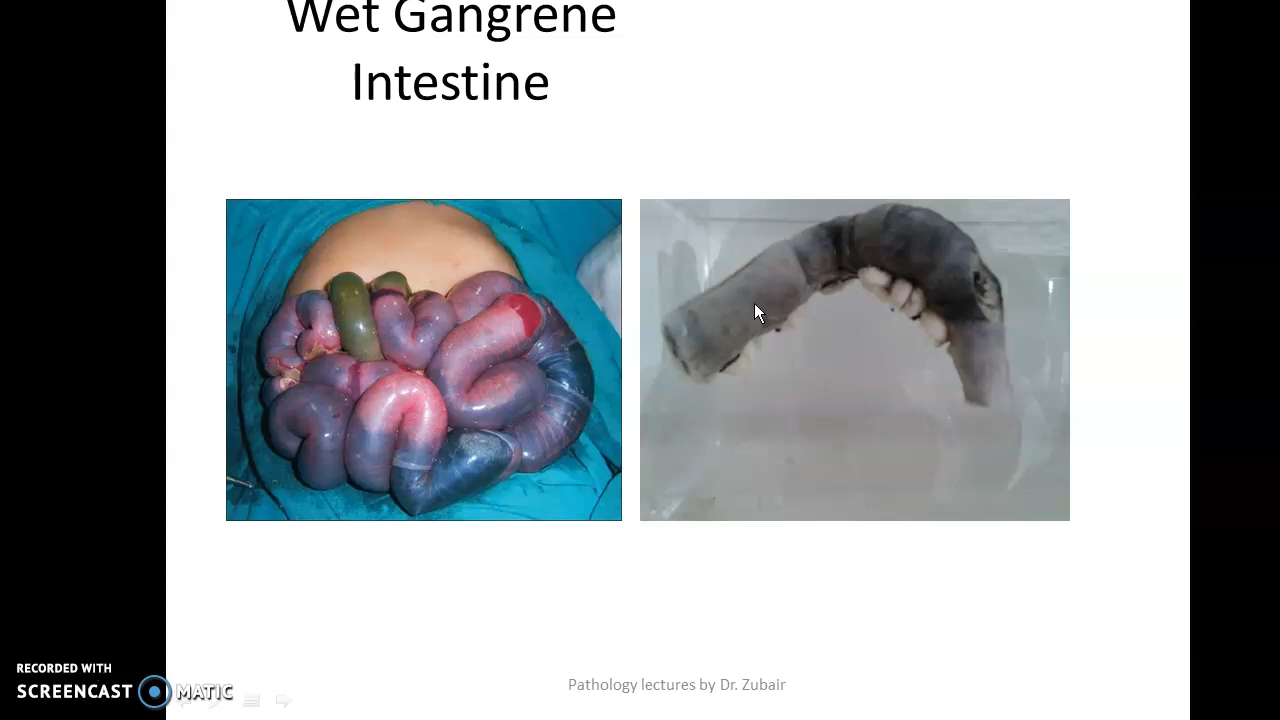 Wet Gangrene
Intestine
Pathology lectures by Dr. Zubair
RECORDED WITH
SCREENCAST MATIC